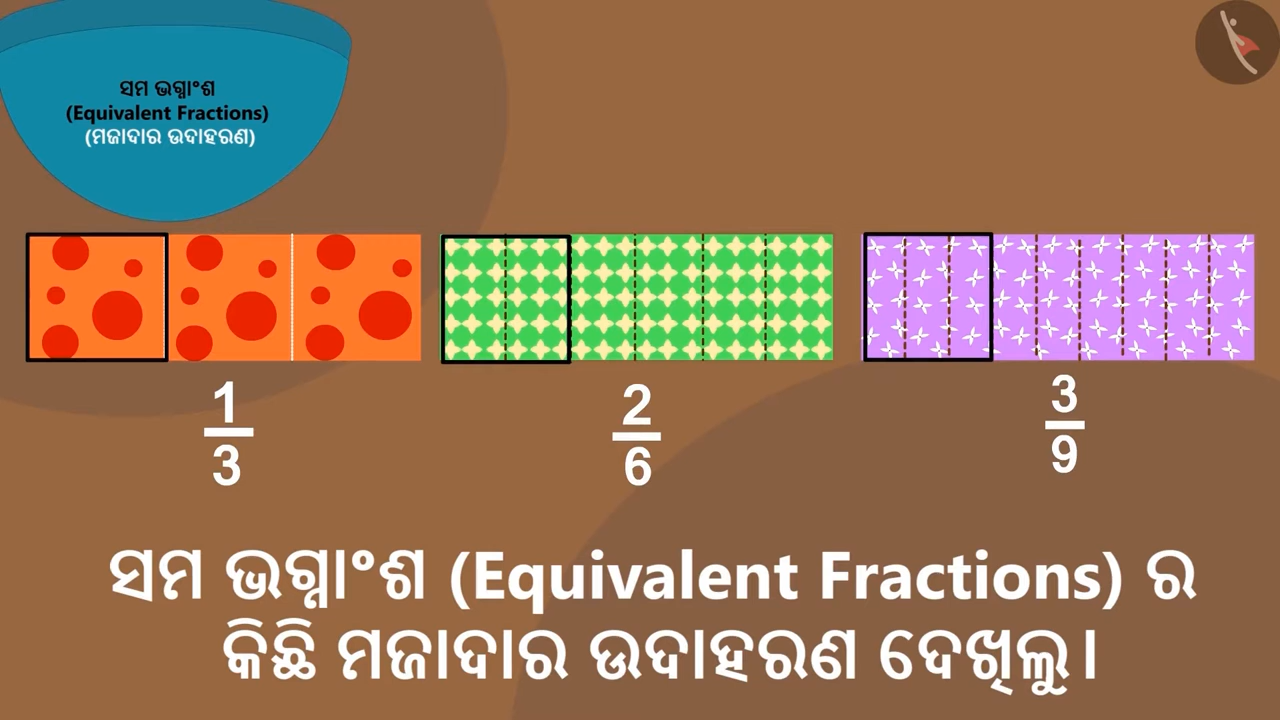 ସମ ଭଗ୍ନାଂଶ
(Equivalent Fractions)
(ମଜାଦାର ଉଦାହରଣ)
1
3
2
6
3
9
ସମ ଭଗ୍ନାଂଶ (Equivalent Fractions) ର
କିଛି ମଜାଦାର ଉଦାହରଣ ଦେଖିଲୁ।